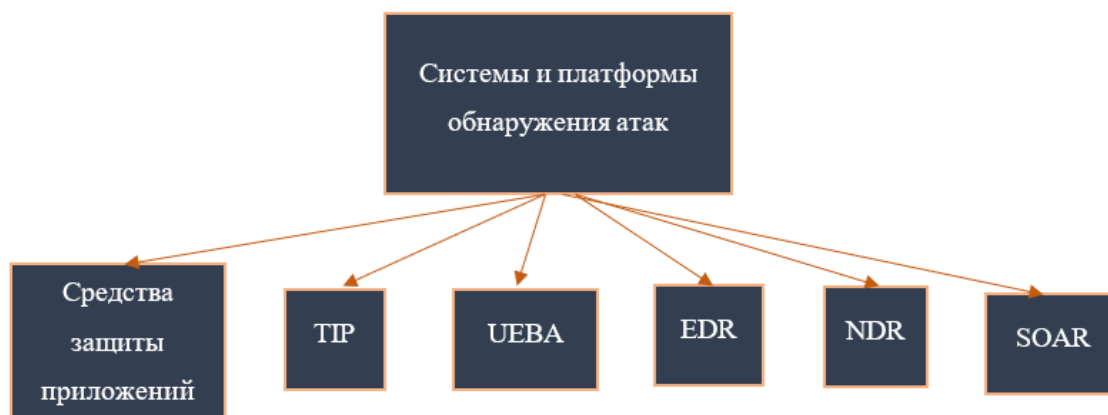 Системы и платформы
обнаружения атак
Средства
защиты
приложений
TIP
UEBA
EDR
NDR
SOAR